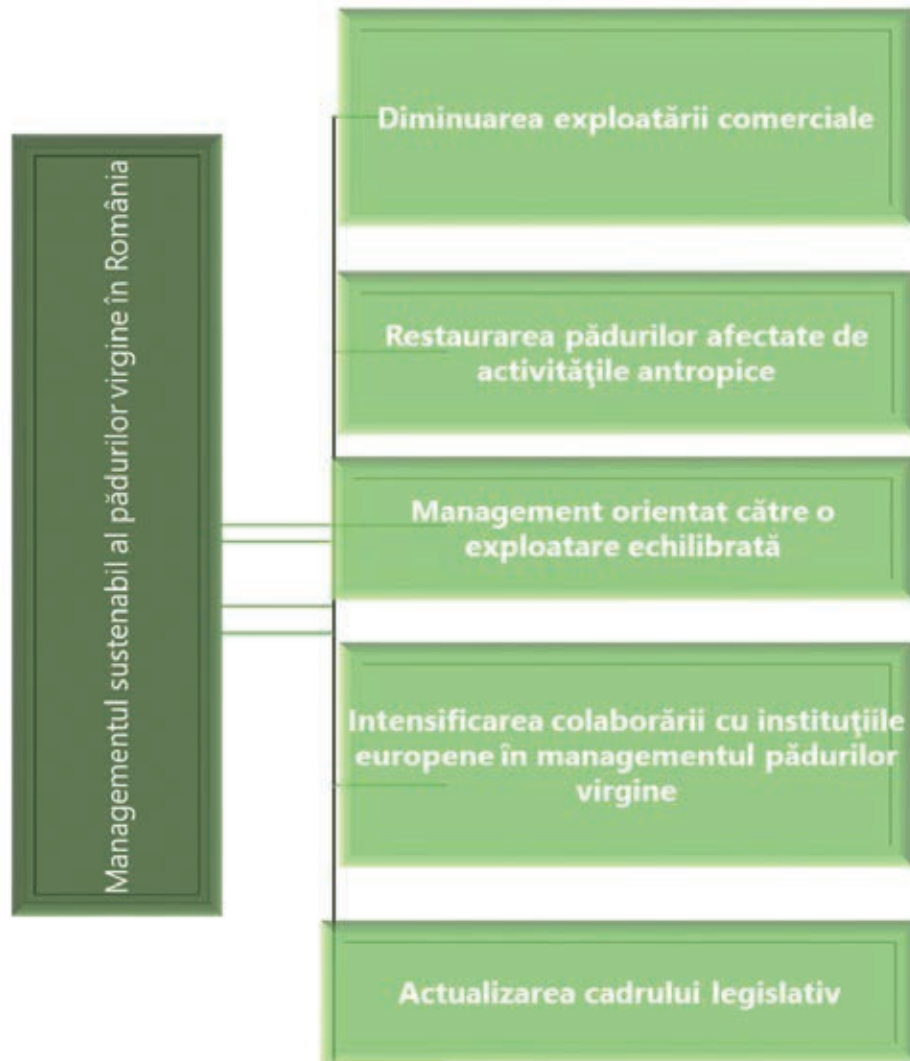 Managementul sustenabil al pădurilor virgine în România
Diminuarea exploatării comerciale
Restaurarea pădurilor afectate de
activităţile antropice
Management orientat către o
exploatare echilibrată
Intensificarea colaborării cu instituţiile
europene în managementul pădurilor
virgine
Actualizarea cadrului legislativ